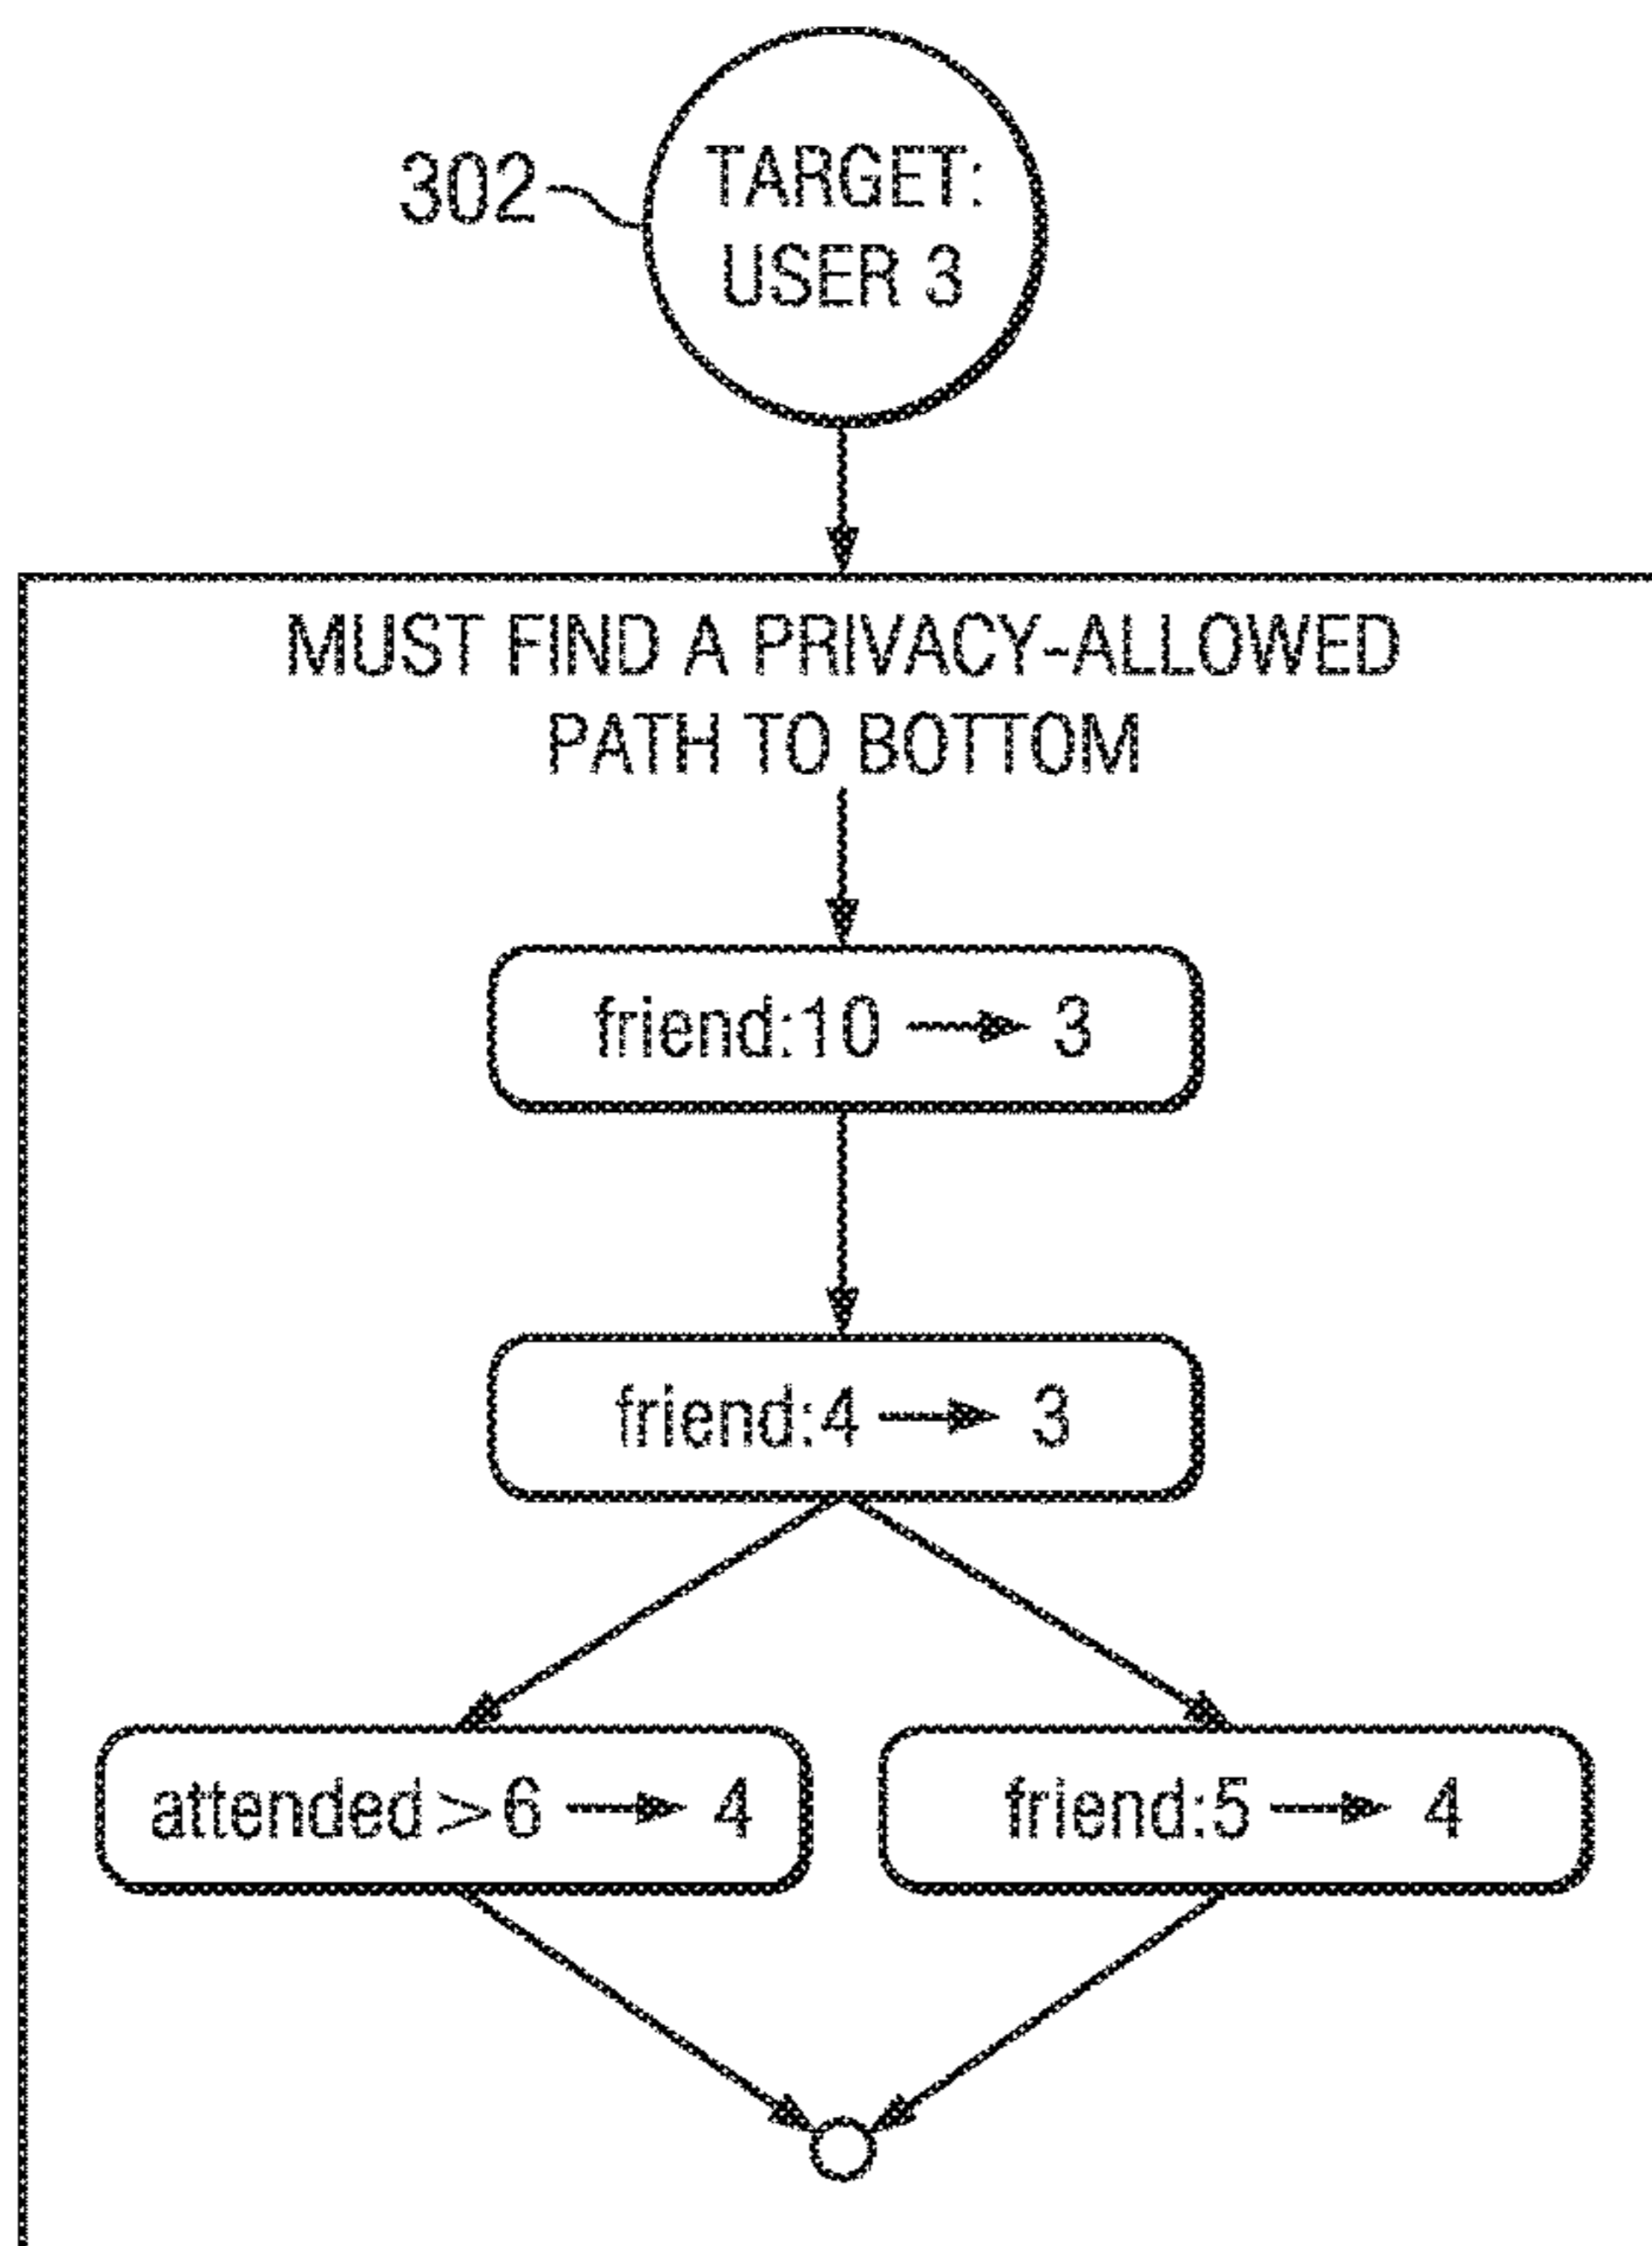 302
TARGET:
USER 3
MUST FIND A PRIVACY-ALLOWED
PATH TO BOTTOM
friend:10 → 3
friend:4 → 3
attended > 6 → 4
friend:5 → 4